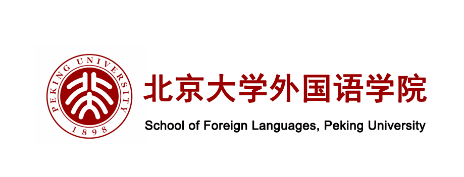 PEKING UNIVERSITY
1898
北京大学外国语学院
School of Foreign Languages, Peking University